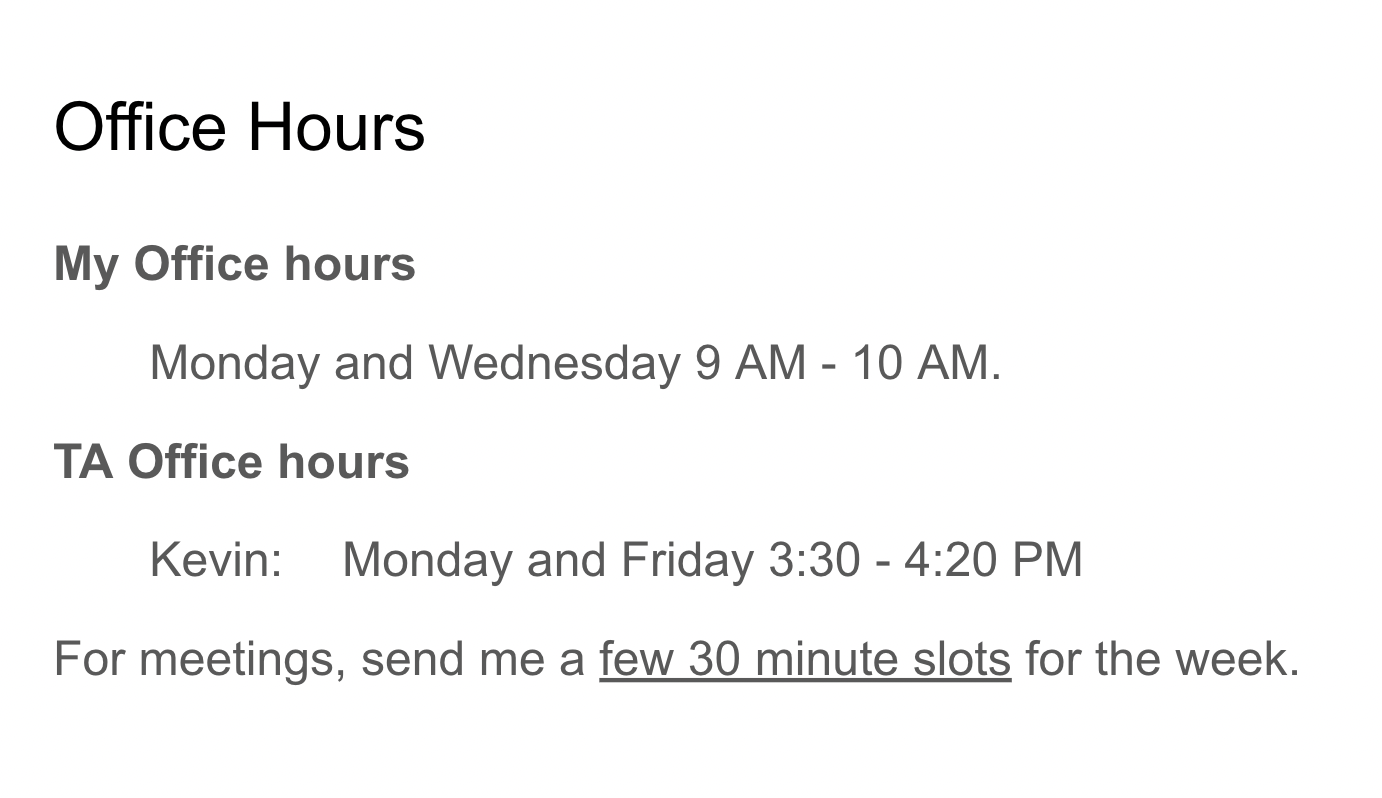 Office Hours
My Office hours
Monday and Wednesday 9 AM - 10 AM.
TA Office hours
Kevin: Monday and Friday 3:30 - 4:20 PM
For meetings, send me a few 30 minute slots for the week.